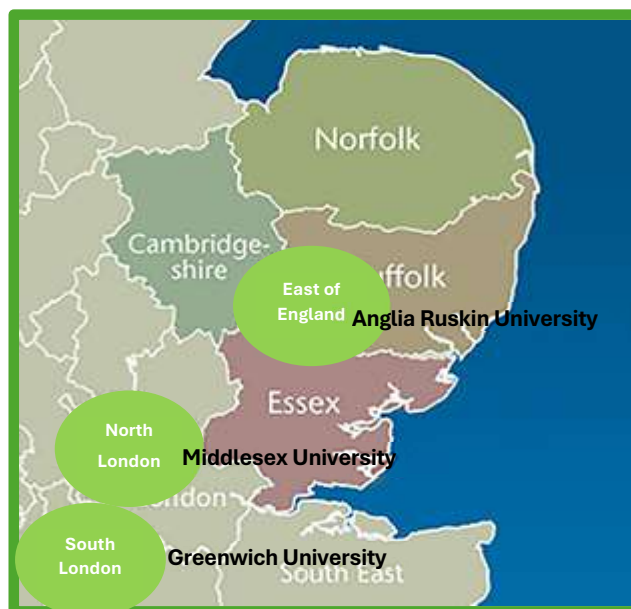 Norfolk
Cambridge-
shire
uffolk
East of
England
Anglia Ruskin University
Essex
North
London
Middlesex University
ondon
South
London
Greenwich University
South East